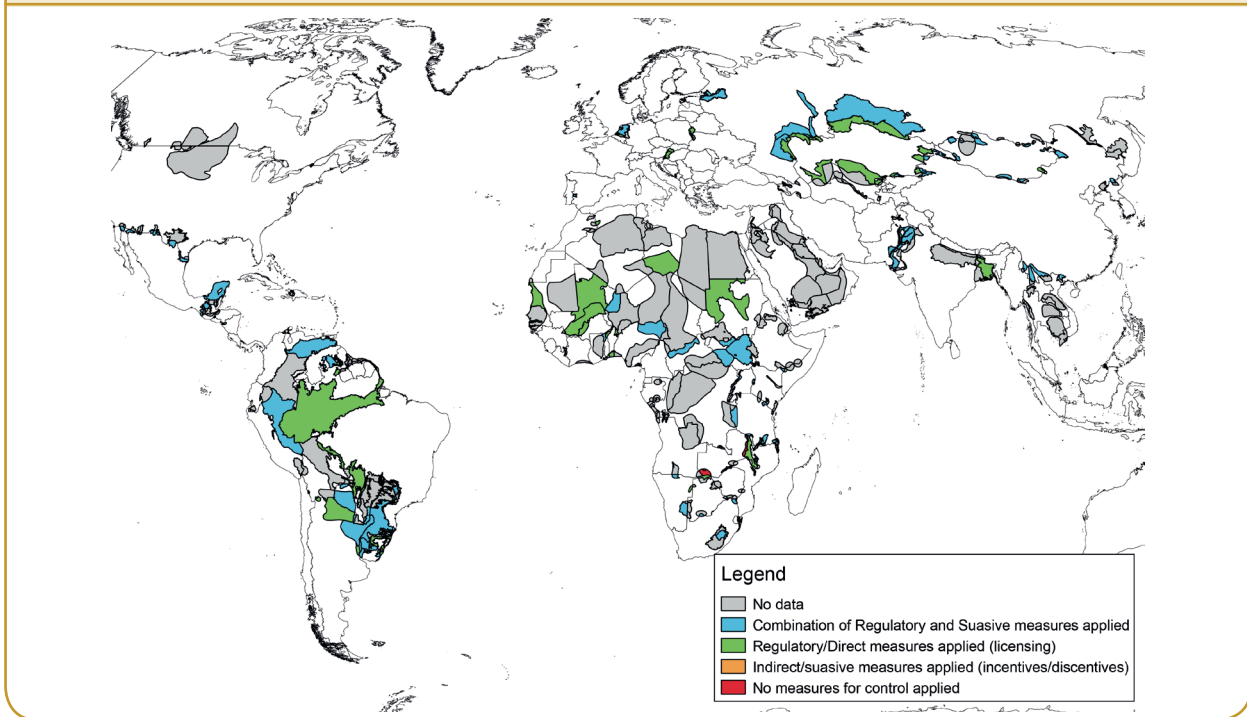 Legend
No data
Combination of Regulatory and Suasive measures applied
Regulatory/Direct measures applied (licensing)
Indirect/suasive measures applied (incentives/discentives)
No measures for control applied